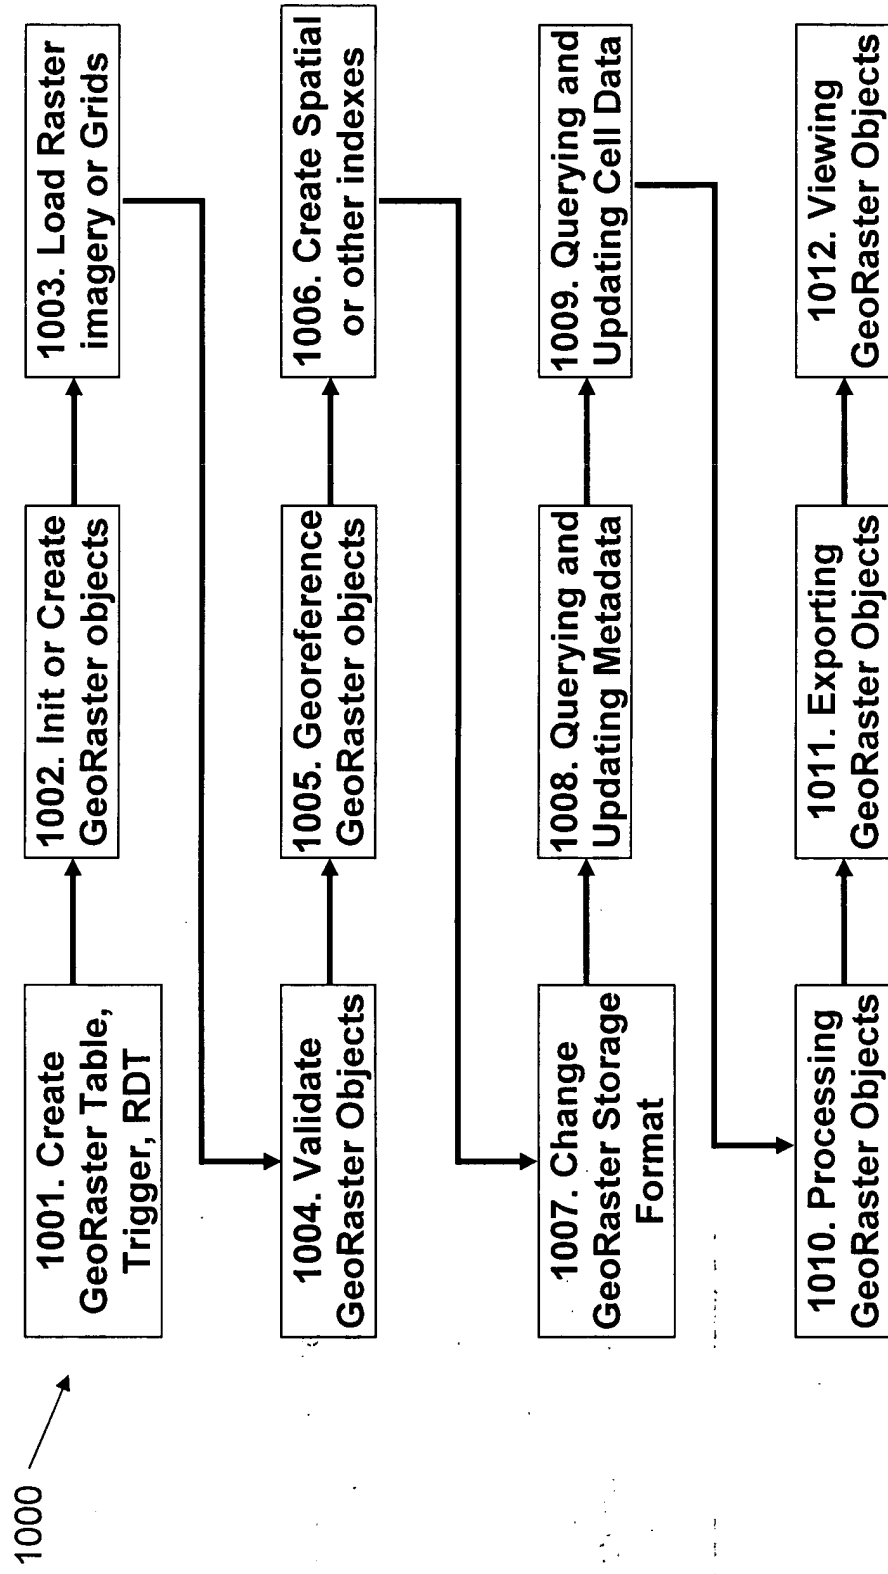 1000
1001. Create
GeoRaster Table,
Trigger, RDT
1002. Init or Create
GeoRaster objects
1003. Load Raster
imagery or Grids
1004. Validate
GeoRaster Objects
1005. Georeference
GeoRaster objects
1006. Create Spatial
or other indexes
1007. Change
GeoRaster Storage
Format
1008. Querying and
Updating Metadata
1009. Querying and
Updating Cell Data
1010. Processing
GeoRaster Objects
1011. Exporting
GeoRaster Objects
1012. Viewing
GeoRaster Objects